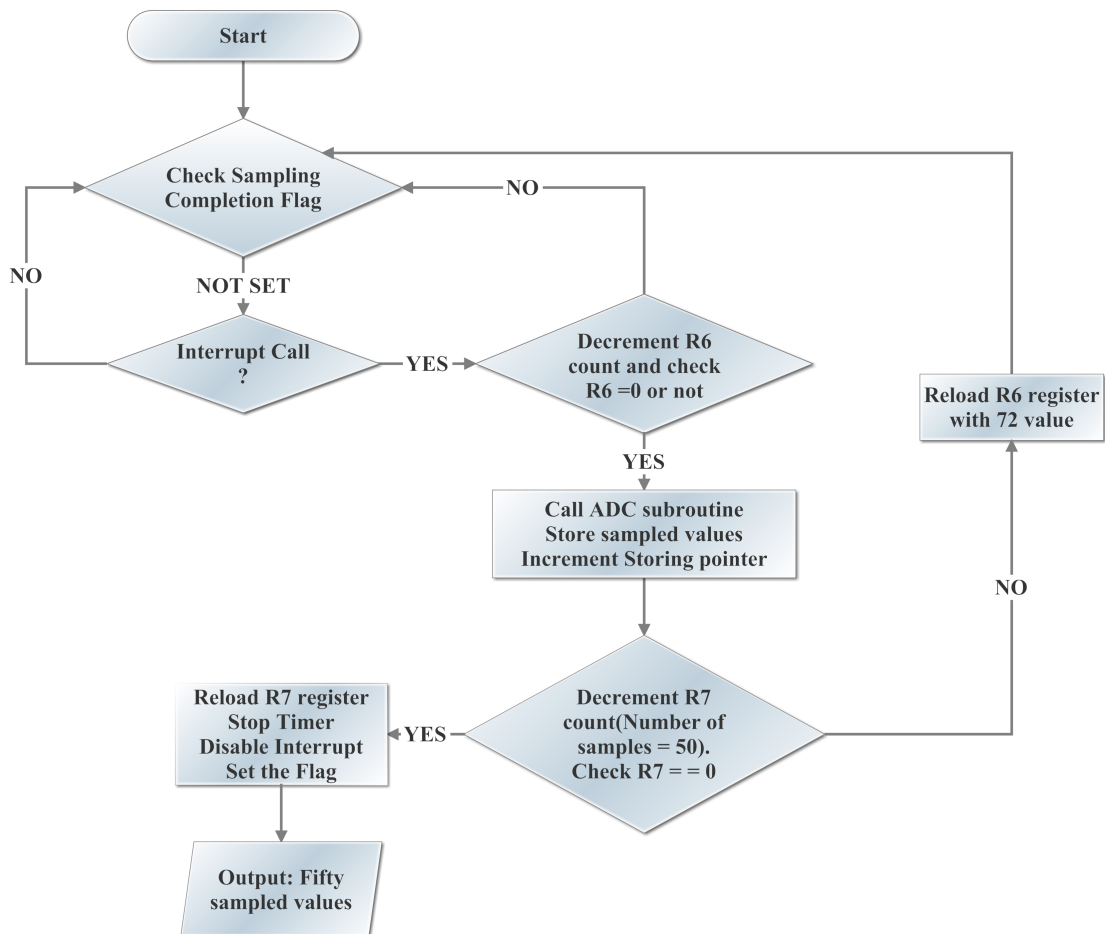 Start
Check Sampling
Completion Flag
NO
NO
NOT SET
Interrupt Call
?
YES
Decrement R6
count and check
R6 =0 or not
Reload R6 register
with 72 value
YES
Call ADC subroutine
Store sampled values
Increment Storing pointer
NO
Decrement R7
count(Number of
samples = 50).
Check R7 = = 0
YES
Reload R7 register
Stop Timer
Disable Interrupt
Set the Flag
Output: Fifty
sampled values